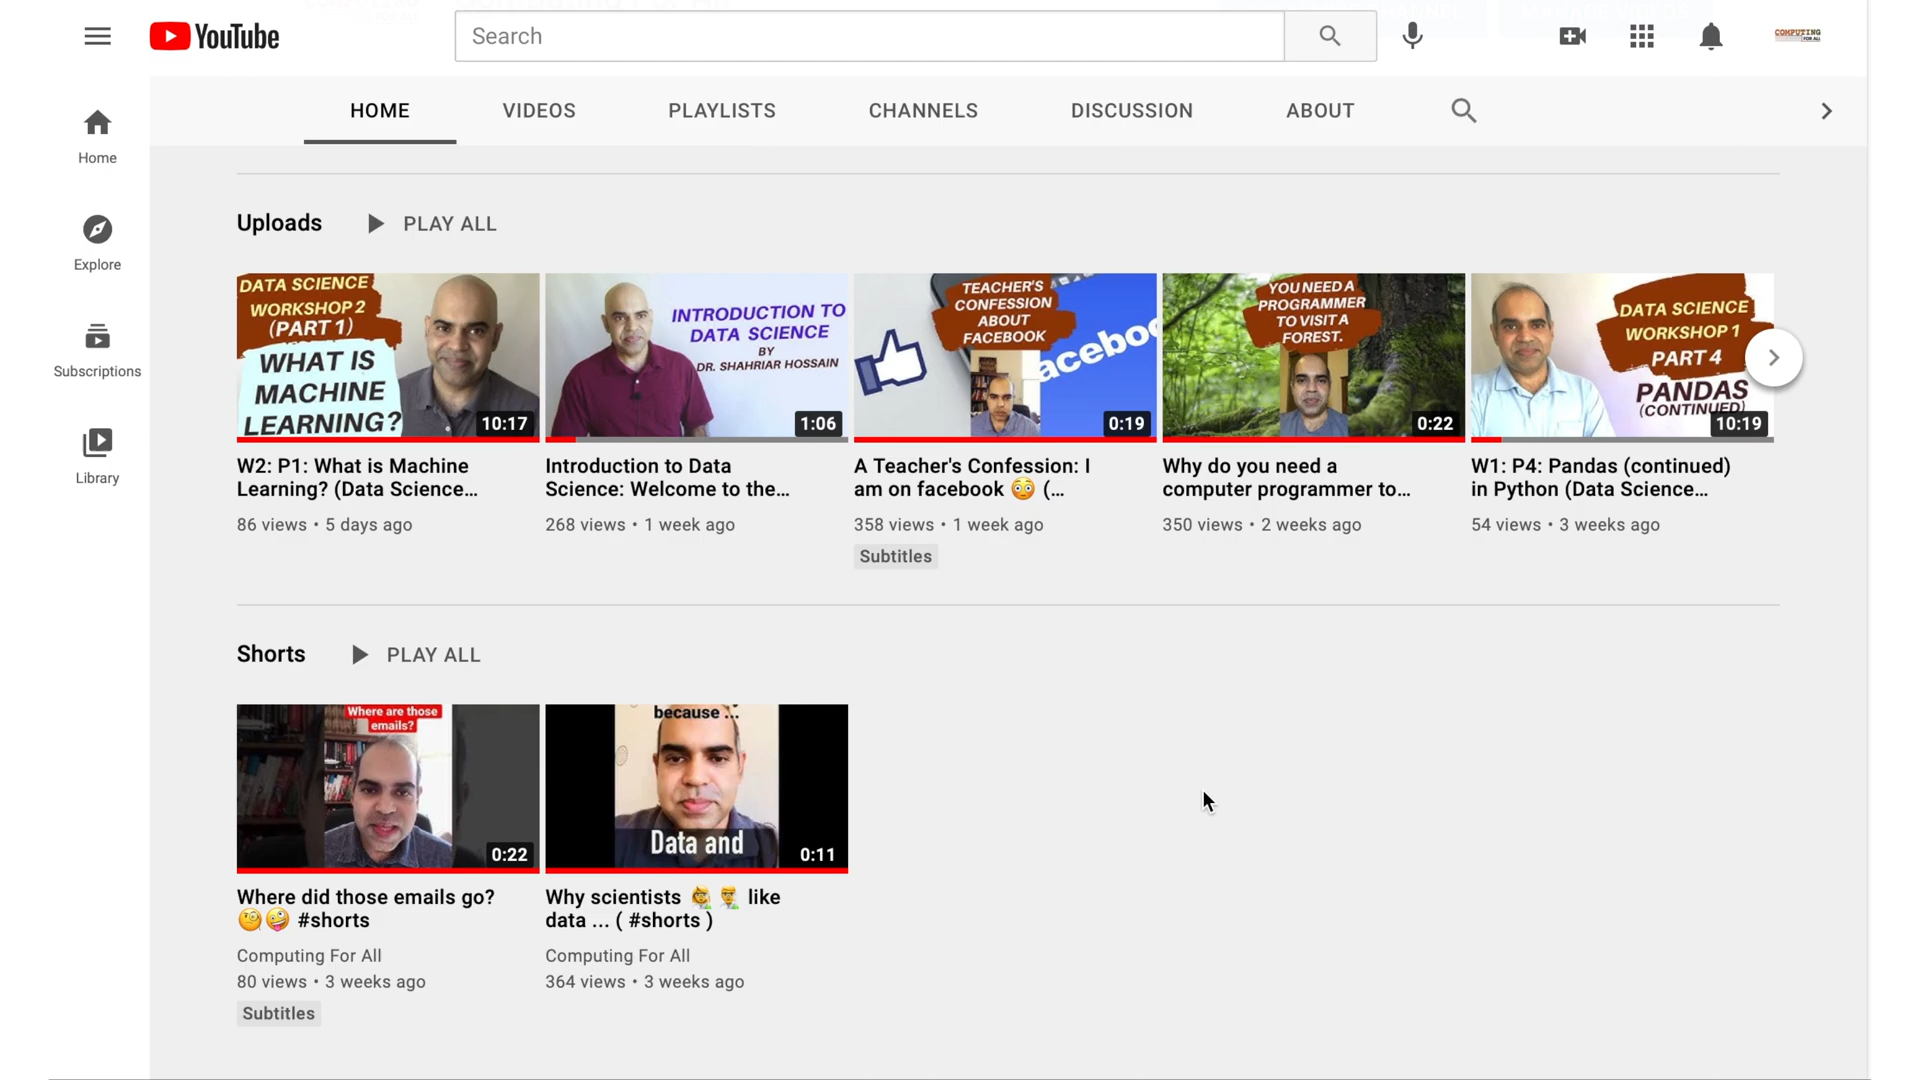 YouTube
Search
COMPUTING
FOR ALL
HOME
VIDEOS
PLAYLISTS
CHANNELS
DISCUSSION
ABOUT
Home
Explore
Subscriptions
Library
Uploads
PLAY ALL
DATA SCIENCE
WORKSHOP 2
(PART 1)
WHAT IS
MACHINE
LEARNING?
10:17
INTRODUCTION TO
DATA SCIENCE
BY
DR. SHAHRIAR HOSSAIN
1:06
TEACHER'S
CONFESSION
ABOUT
FACEBOOK
acebo
0:19
YOU NEED A
PROGRAMMER
TO VISIT A
FOREST.
0:22
DATA SCIENCE
WORKSHOP 1
PART 4
PANDAS
(CONTINUED)
10:19
W2: P1: What is Machine
Learning? (Data Science...
86 views • 5 days ago
Introduction to Data
Science: Welcome to the...
268 views • 1 week ago
A Teacher's Confession: I
am on facebook 😳 (...
358 views • 1 week ago
Subtitles
Why do you need a
computer programmer to...
350 views • 2 weeks ago
W1: P4: Pandas (continued)
in Python (Data Science...
54 views • 3 weeks ago
Shorts
PLAY ALL
Where are those
emails?
0:22
because ...
Data and
0:11
Where did those emails go?
🧐🤪 #shorts
Computing For All
80 views • 3 weeks ago
Subtitles
Why scientists 👩‍🔬 👨‍🔬 like
data ... ( #shorts )
Computing For All
364 views • 3 weeks ago